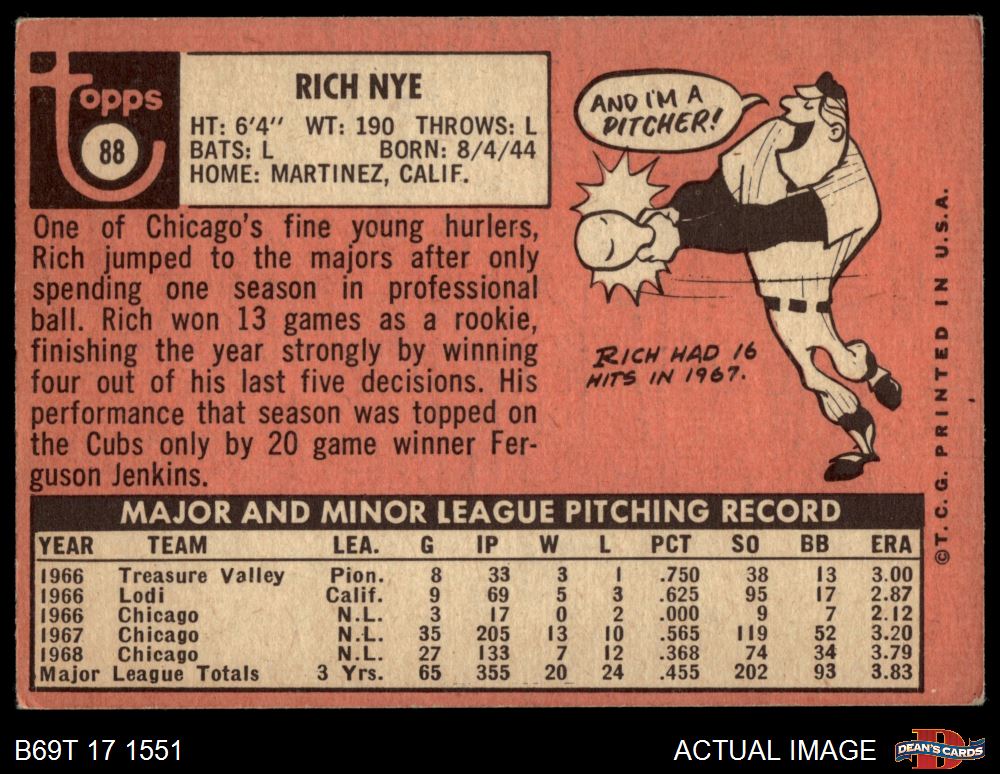 Topps
88
RICH NYE
HT: 6'4" WT: 190 THROWS: L
BATS: L BORN: 8/4/44
HOME: MARTINEZ, CALIF.
One of Chicago's fine young hurlers,
Rich jumped to the majors after only
spending one season in professional
ball. Rich won 13 games as a rookie,
finishing the year strongly by winning
four out of his last five decisions. His
performance that season was topped on
the Cubs only by 20 game winner Fer-
guson Jenkins.
AND I'M A
PITCHER!
RICH HAD 16
HITS IN 1967.
MAJOR AND MINOR LEAGUE PITCHING RECORD
YEAR TEAM LEA. G IP W L PCT SO BB ERA
1966 Treasure Valley Pion. 8 33 3 1 .750 38 13 3.00
1966 Lodi Calif. 9 69 5 3 .625 95 17 2.87
1966 Chicago N.L. 3 17 0 2 .000 9 7 2.12
1967 Chicago N.L. 35 205 13 10 .565 119 52 3.20
1968 Chicago N.L. 27 133 7 12 .368 74 34 3.79
Major League Totals 3 Yrs. 65 355 20 24 .455 202 93 3.83
©T.C.G. PRINTED IN U.S.A.
B69T 17 1551
ACTUAL IMAGE
D
DEAN'S CARDS